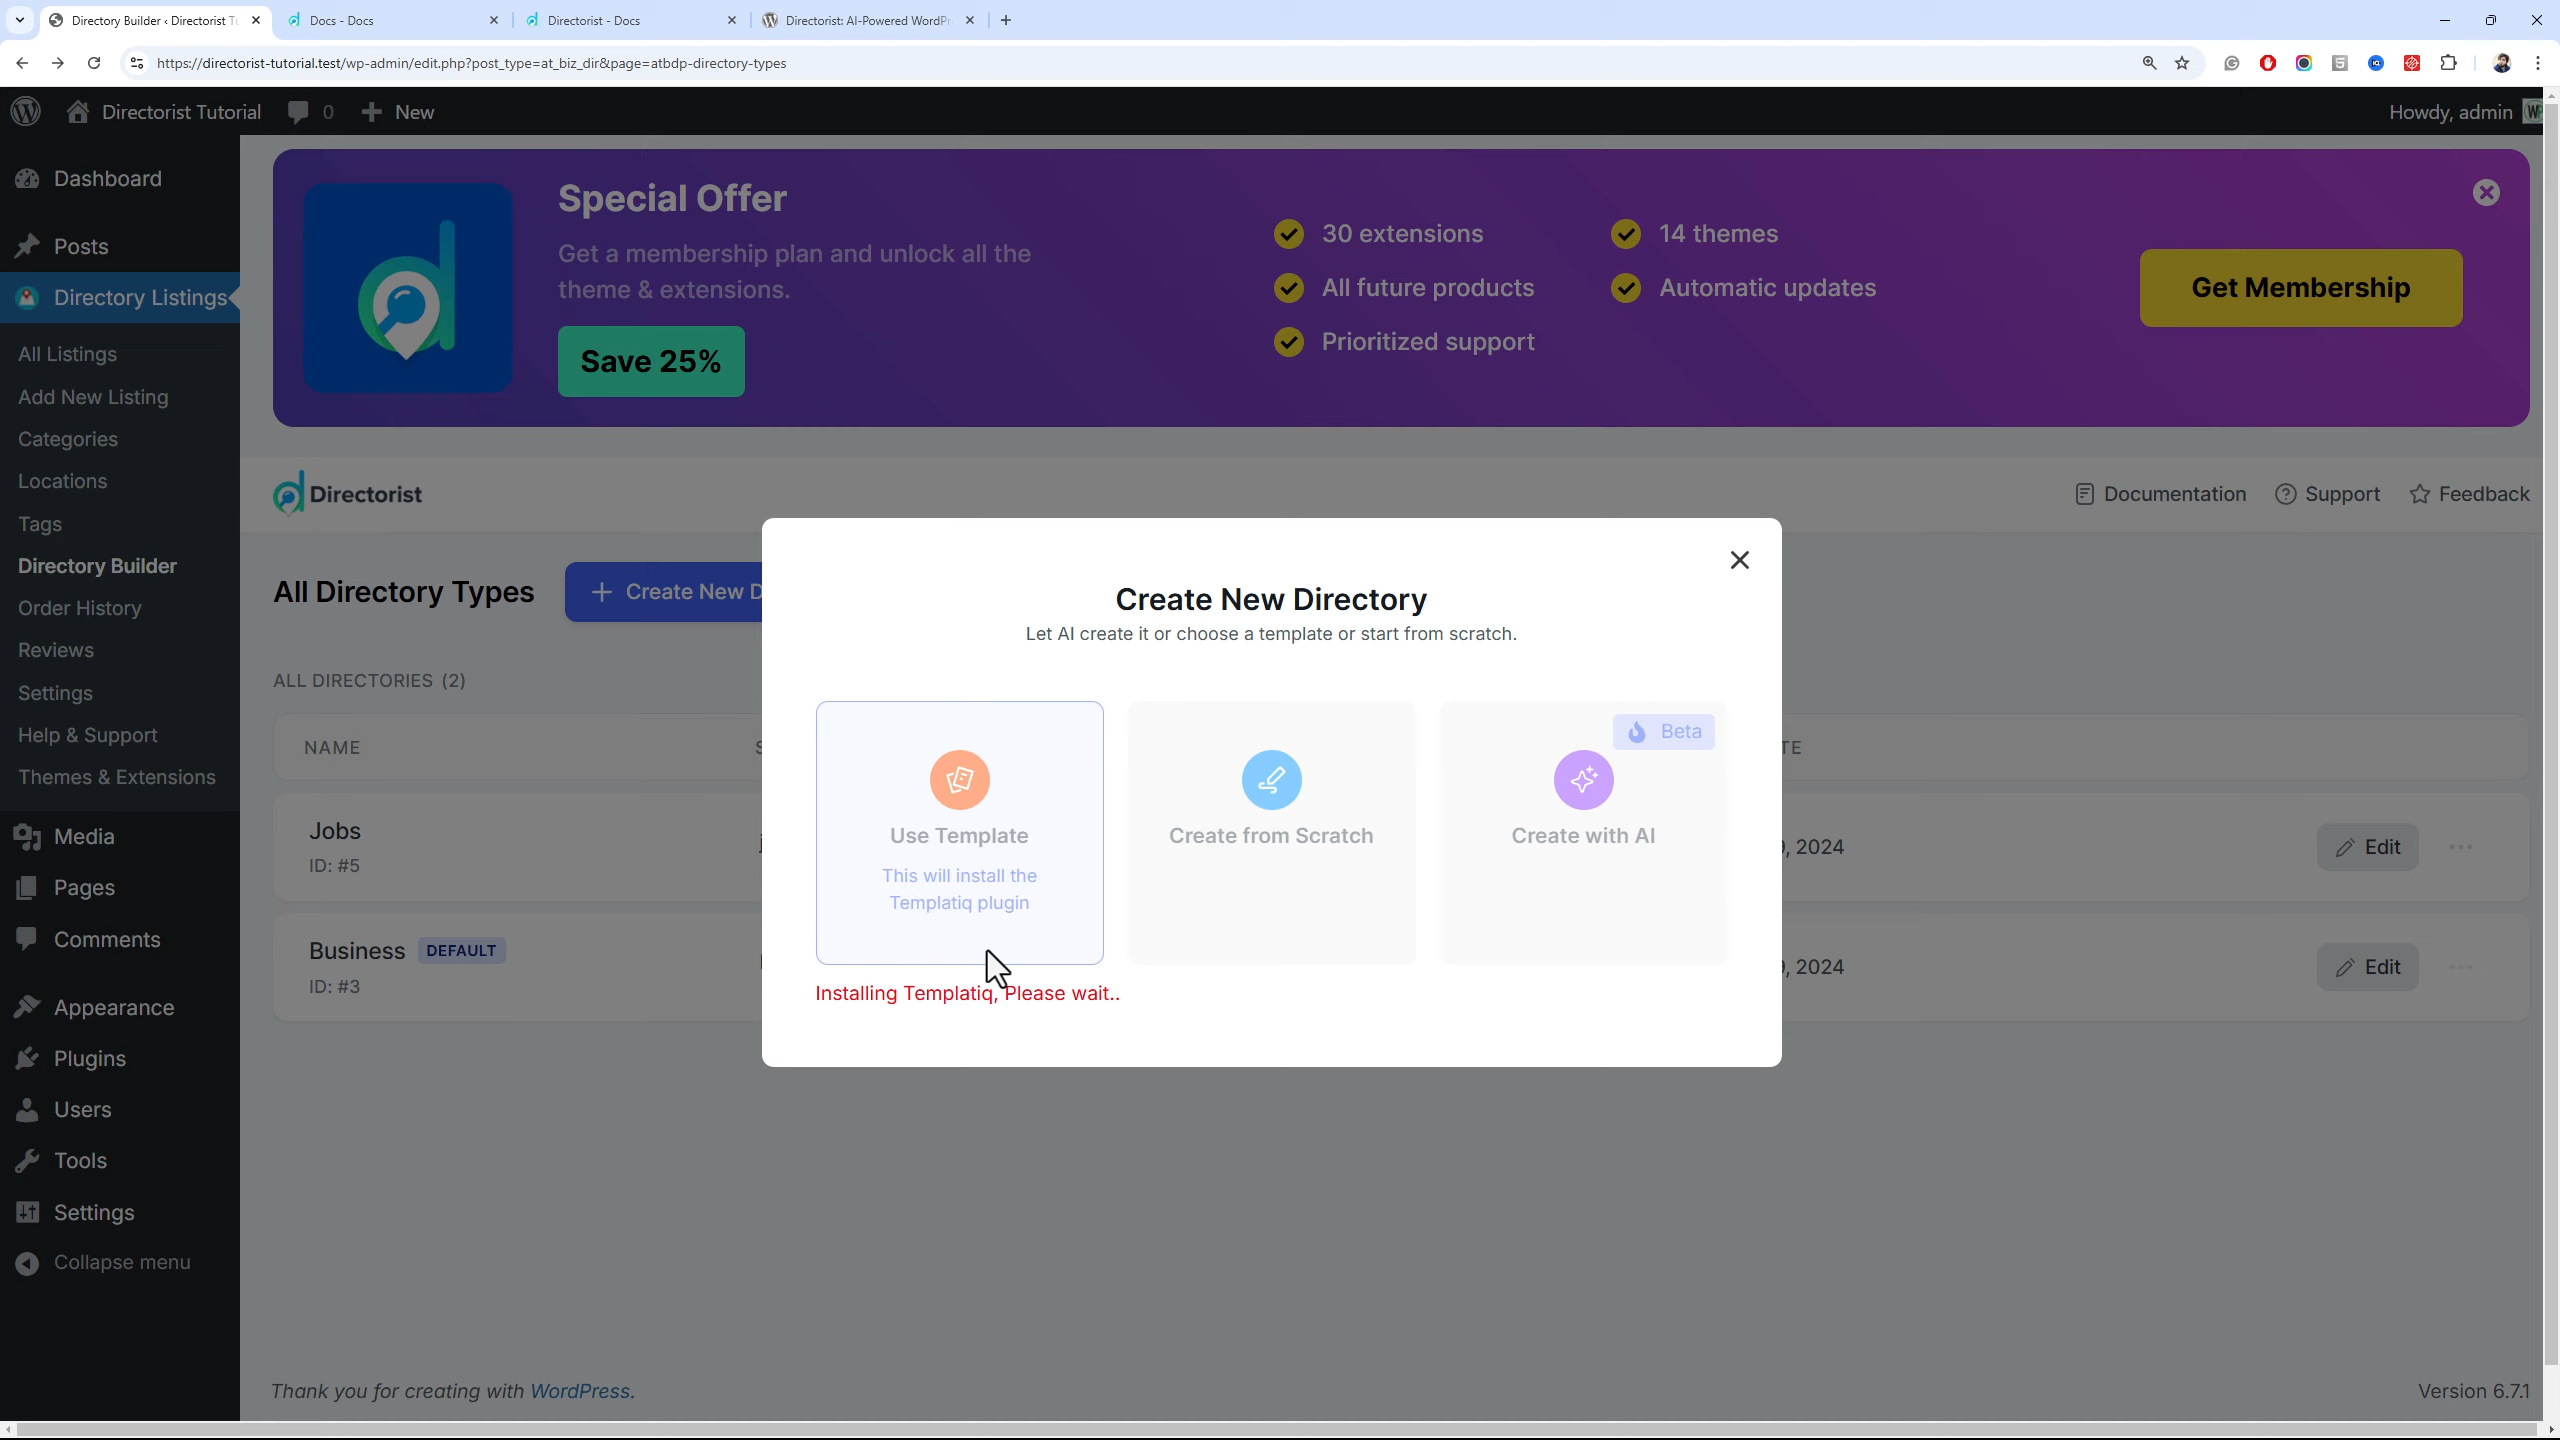 Directory Builder ‹ Directorist T
Docs - Docs
Directorist - Docs
Directorist: AI-Powered WordPr
https://directorist-tutorial.test/wp-admin/edit.php?post_type=at_biz_dir&page=atbdp-directory-types
Directorist Tutorial
0
New
Howdy, admin
Dashboard
Posts
Directory Listings
All Listings
Add New Listing
Categories
Locations
Tags
Directory Builder
Order History
Reviews
Settings
Help & Support
Themes & Extensions
Media
Pages
Comments
Appearance
Plugins
Users
Tools
Settings
Collapse menu
Special Offer
Get a membership plan and unlock all the
theme & extensions.
Save 25%
30 extensions
14 themes
All future products
Automatic updates
Prioritized support
Get Membership
Directorist
Documentation
Support
Feedback
All Directory Types
Create New D
ALL DIRECTORIES (2)
NAME
TE
Jobs
ID: #5
, 2024
Edit
Business DEFAULT
ID: #3
, 2024
Edit
Create New Directory
Let AI create it or choose a template or start from scratch.
Use Template
This will install the
Templatiq plugin
Create from Scratch
Beta
Create with AI
Installing Templatiq, Please wait..
Thank you for creating with WordPress.
Version 6.7.1